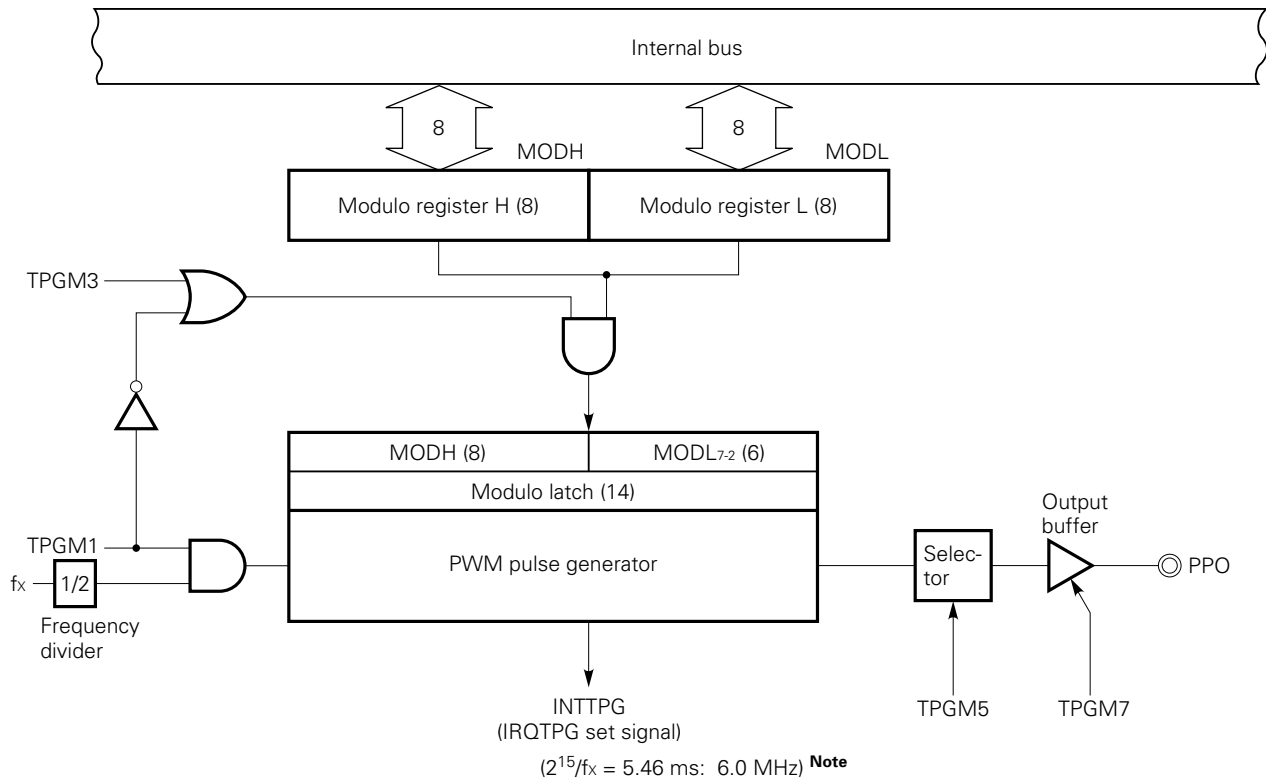 Internal bus
8
8
MODH
MODL
Modulo register H (8)
Modulo register L (8)
TPGM3
MODH (8)
MODL7-2 (6)
Modulo latch (14)
TPGM1
PWM pulse generator
fX
1/2
Frequency
divider
Selec-
tor
Output
buffer
PPO
INTTPG
(IRQTPG set signal)
(2^15/fX = 5.46 ms: 6.0 MHz) Note
TPGM5
TPGM7